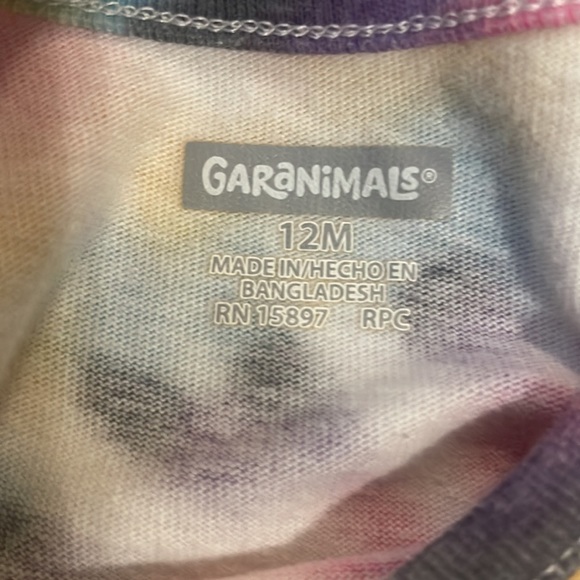 GARANIMALS®
12M
MADE IN/HECHO EN
BANGLADESH
RN 15897 RPC